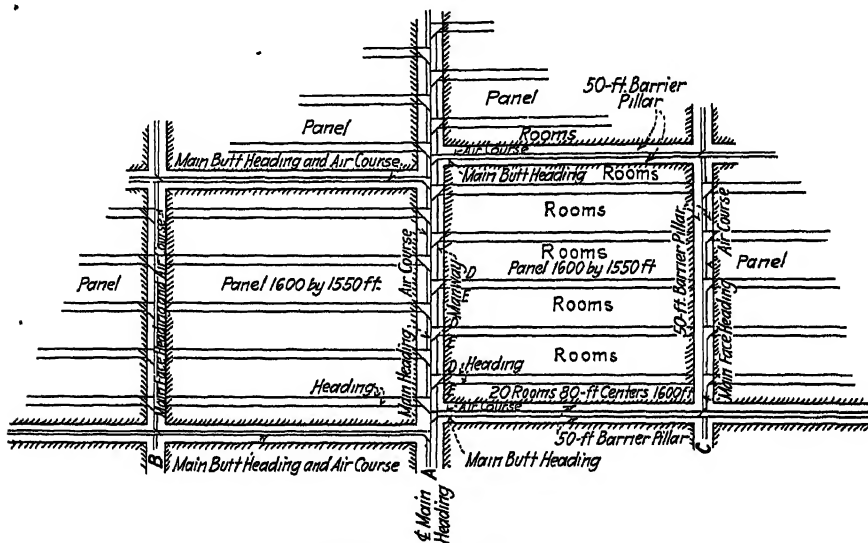 50-ft. Barrier
Pillar
Panel
Panel
Rooms
Air Course
Main Butt Heading and Air Course
Main Butt Heading
Rooms
Rooms
Rooms
Panel
Panel 1600 by 1550 ft.
Panel 1600 by 1550 ft
Panel
Main Face Heading and Air Course
Air Course
Main Heading
Manway
D
E
50-ft. Barrier Pillar
Air Course
A
Main Face Heading
Rooms
Rooms
D
Heading
Heading
20 Rooms 80-ft Centers 1600 ft.
Air Course
50-ft Barrier Pillar
Main Butt Heading and Air Course
Main Butt Heading
B
A
C
℄ Main
Heading